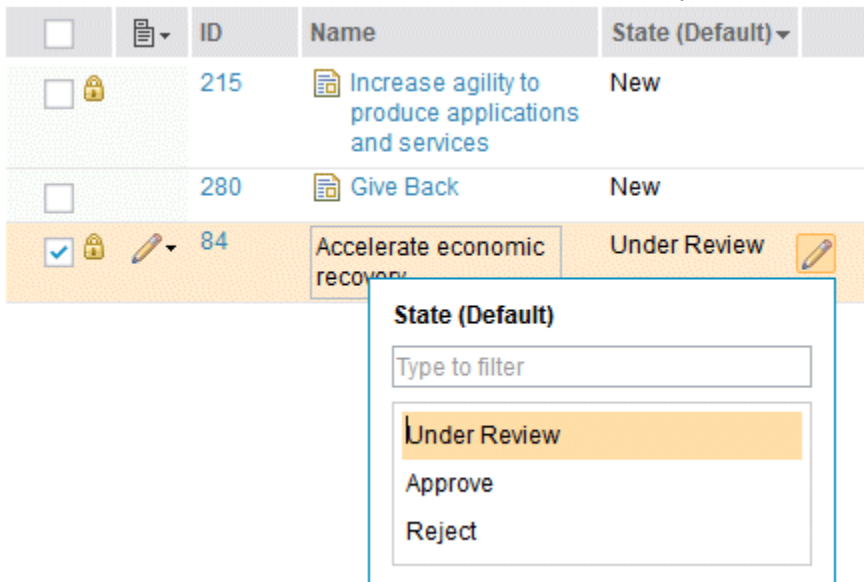 ID Name State (Default)
215 Increase agility to New
produce applications
and services
280 Give Back New
84 Accelerate economic Under Review
recovery
State (Default)
Type to filter
Under Review
Approve
Reject